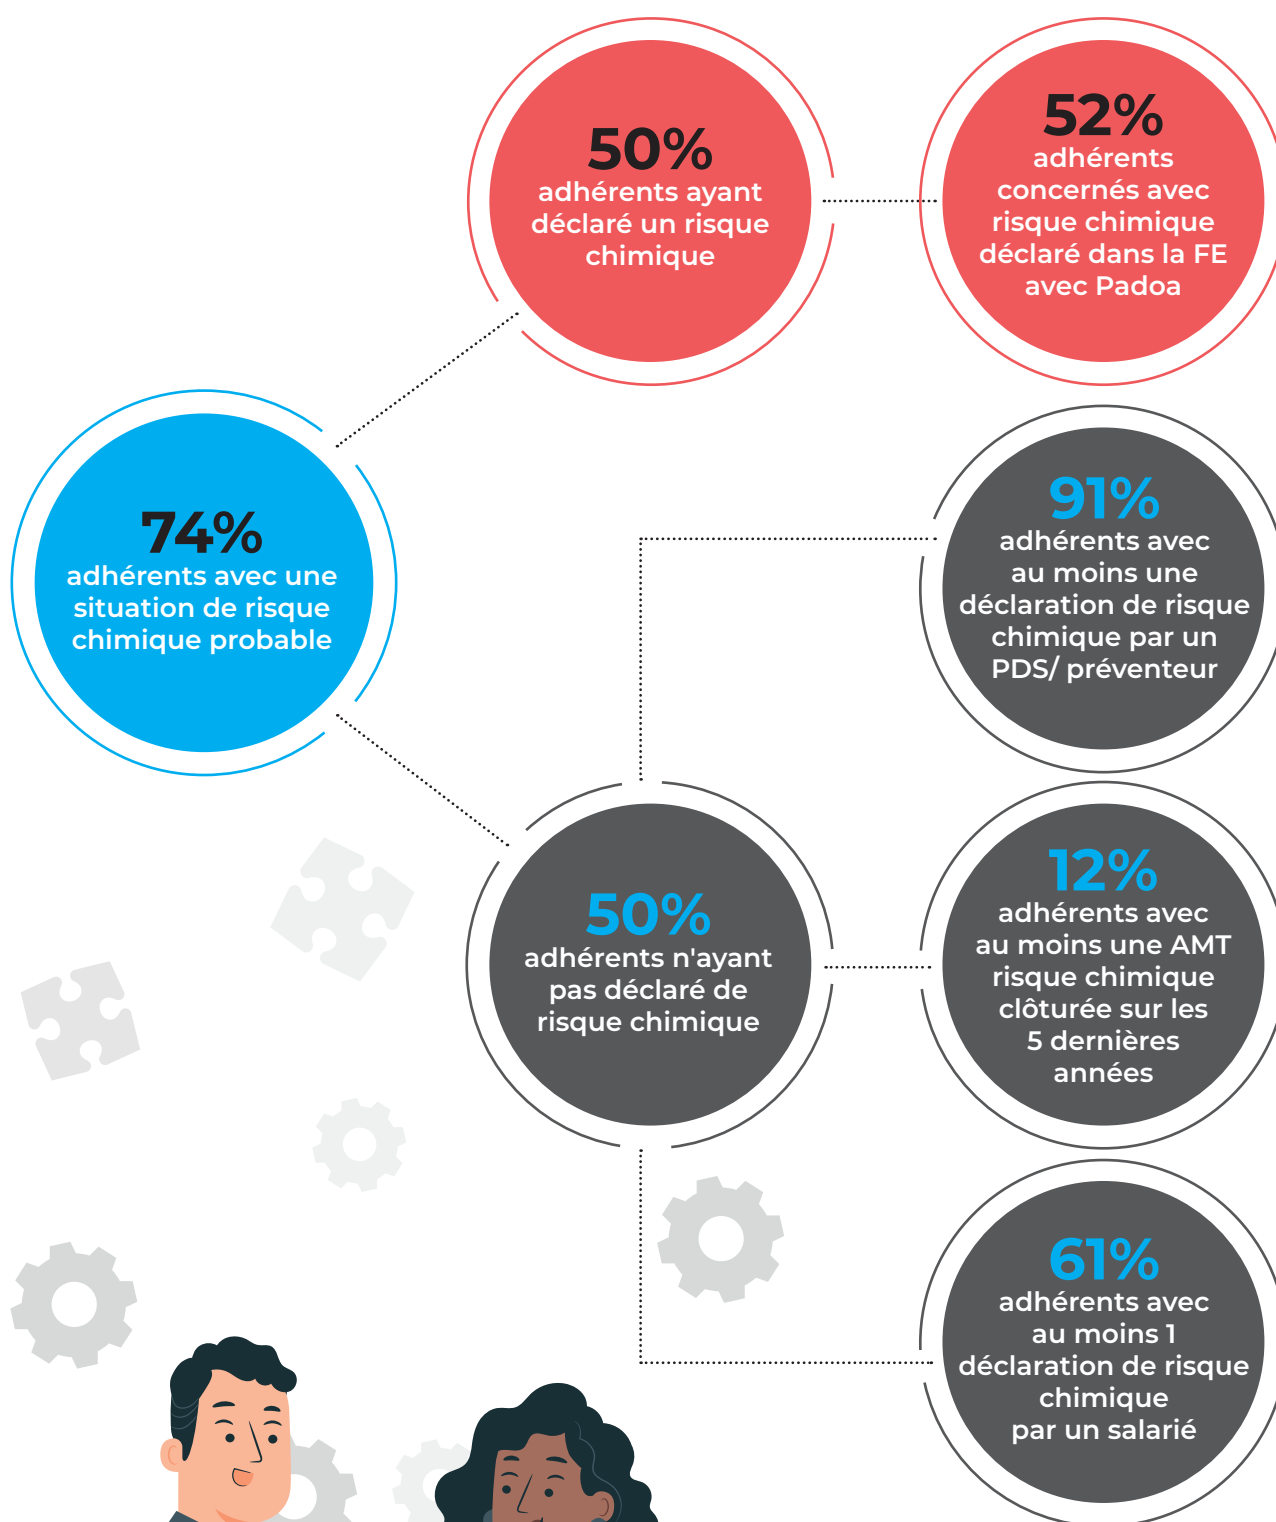 50%
adhérents ayant
déclaré un risque
chimique
52%
adhérents
concernés avec
risque chimique
déclaré dans la FE
avec Padoa
74%
adhérents avec une
situation de risque
chimique probable
91%
adhérents avec
au moins une
déclaration de risque
chimique par un
PDS/ préventeur
50%
adhérents n'ayant
pas déclaré de
risque chimique
12%
adhérents avec
au moins une AMT
risque chimique
clôturée sur les
5 dernières
années
61%
adhérents avec
au moins 1
déclaration de risque
chimique
par un salarié